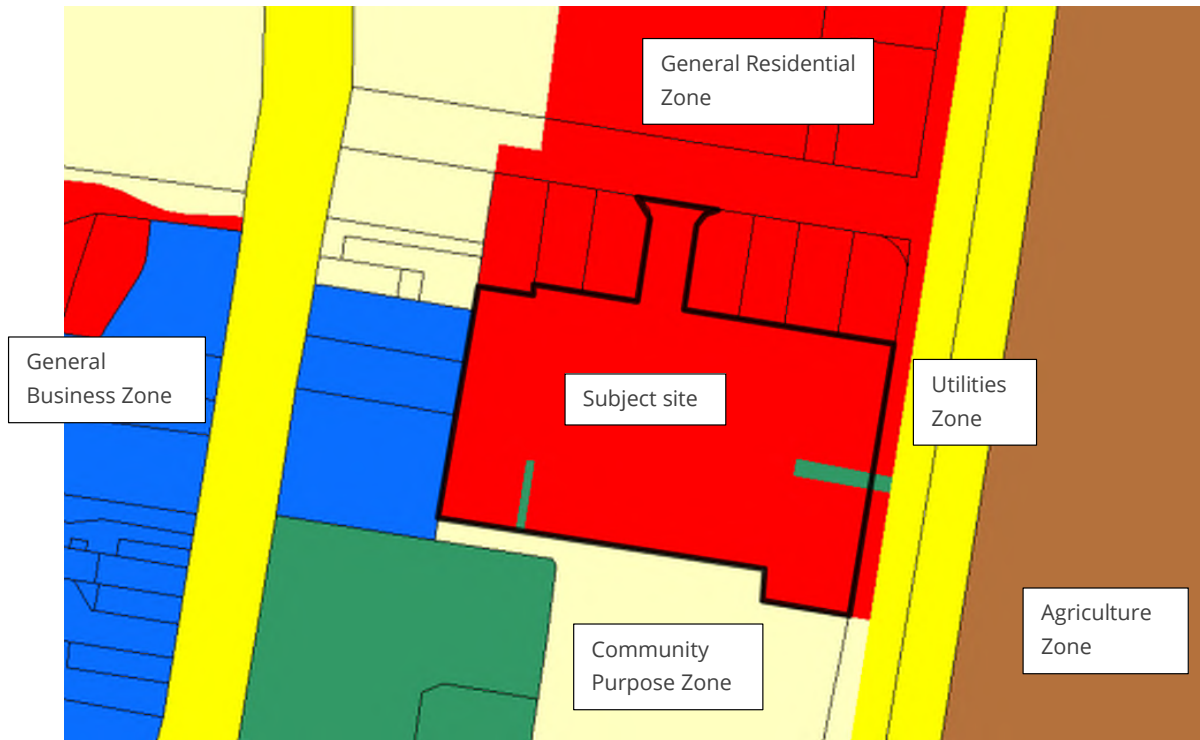 General Residential
Zone
General
Business Zone
Subject site
Utilities
Zone
Agriculture
Zone
Community
Purpose Zone